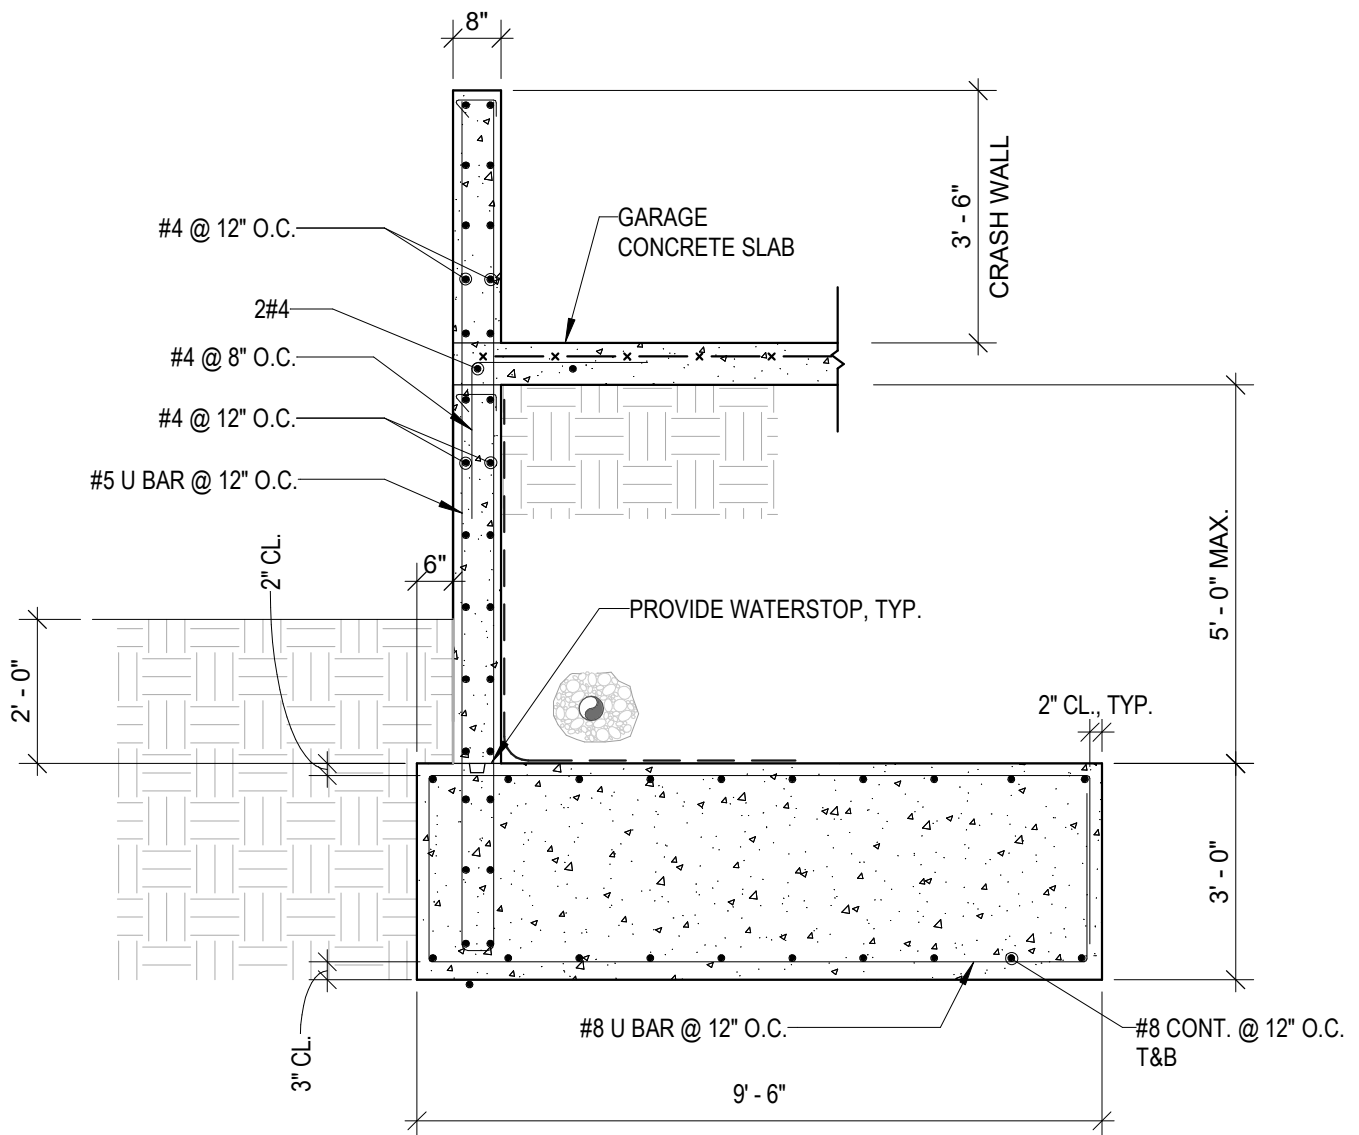 8"
3' - 6"
CRASH WALL
#4 @ 12" O.C.
GARAGE
CONCRETE SLAB
2#4
#4 @ 8" O.C.
#4 @ 12" O.C.
#5 U BAR @ 12" O.C.
2" CL.
6"
5' - 0" MAX.
PROVIDE WATERSTOP, TYP.
2' - 0"
2" CL., TYP.
3' - 0"
#8 U BAR @ 12" O.C.
#8 CONT. @ 12" O.C.
T&B
3" CL.
9' - 6"